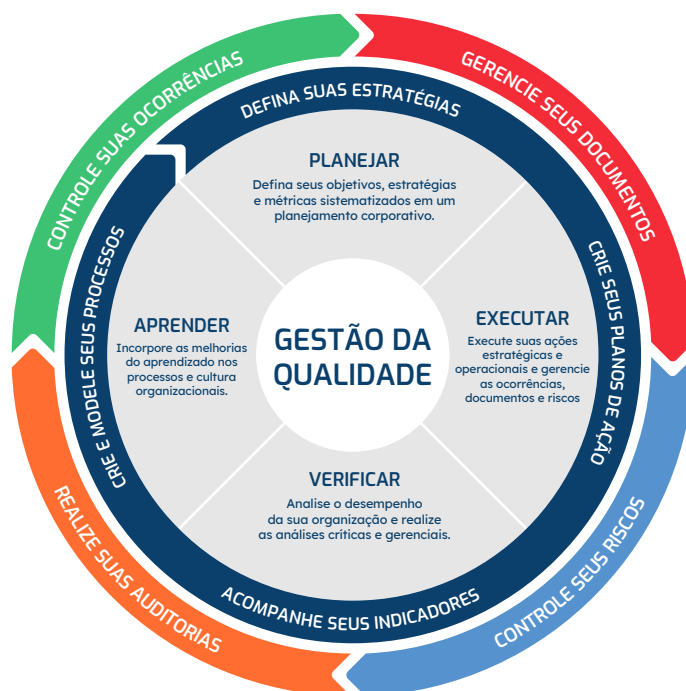 CONTROLE SUAS OCORRÊNCIAS
GERENCIE SEUS DOCUMENTOS
CONTROLE SEUS RISCOS
REALIZE SUAS AUDITORIAS
DEFINA SUAS ESTRATÉGIAS
CRIE SEUS PLANOS DE AÇÃO
ACOMPANHE SEUS INDICADORES
CRIE E MODELE SEUS PROCESSOS
PLANEJAR
Defina seus objetivos, estratégias
e métricas sistematizados em um
planejamento corporativo.
EXECUTAR
Execute suas ações
estratégicas e
operacionais e gerencie
as ocorrências,
documentos e riscos
VERIFICAR
Analise o desempenho
da sua organização e realize
as análises críticas e gerenciais.
APRENDER
Incorpore as melhorias
do aprendizado nos
processos e cultura
organizacionais.
GESTÃO DA
QUALIDADE